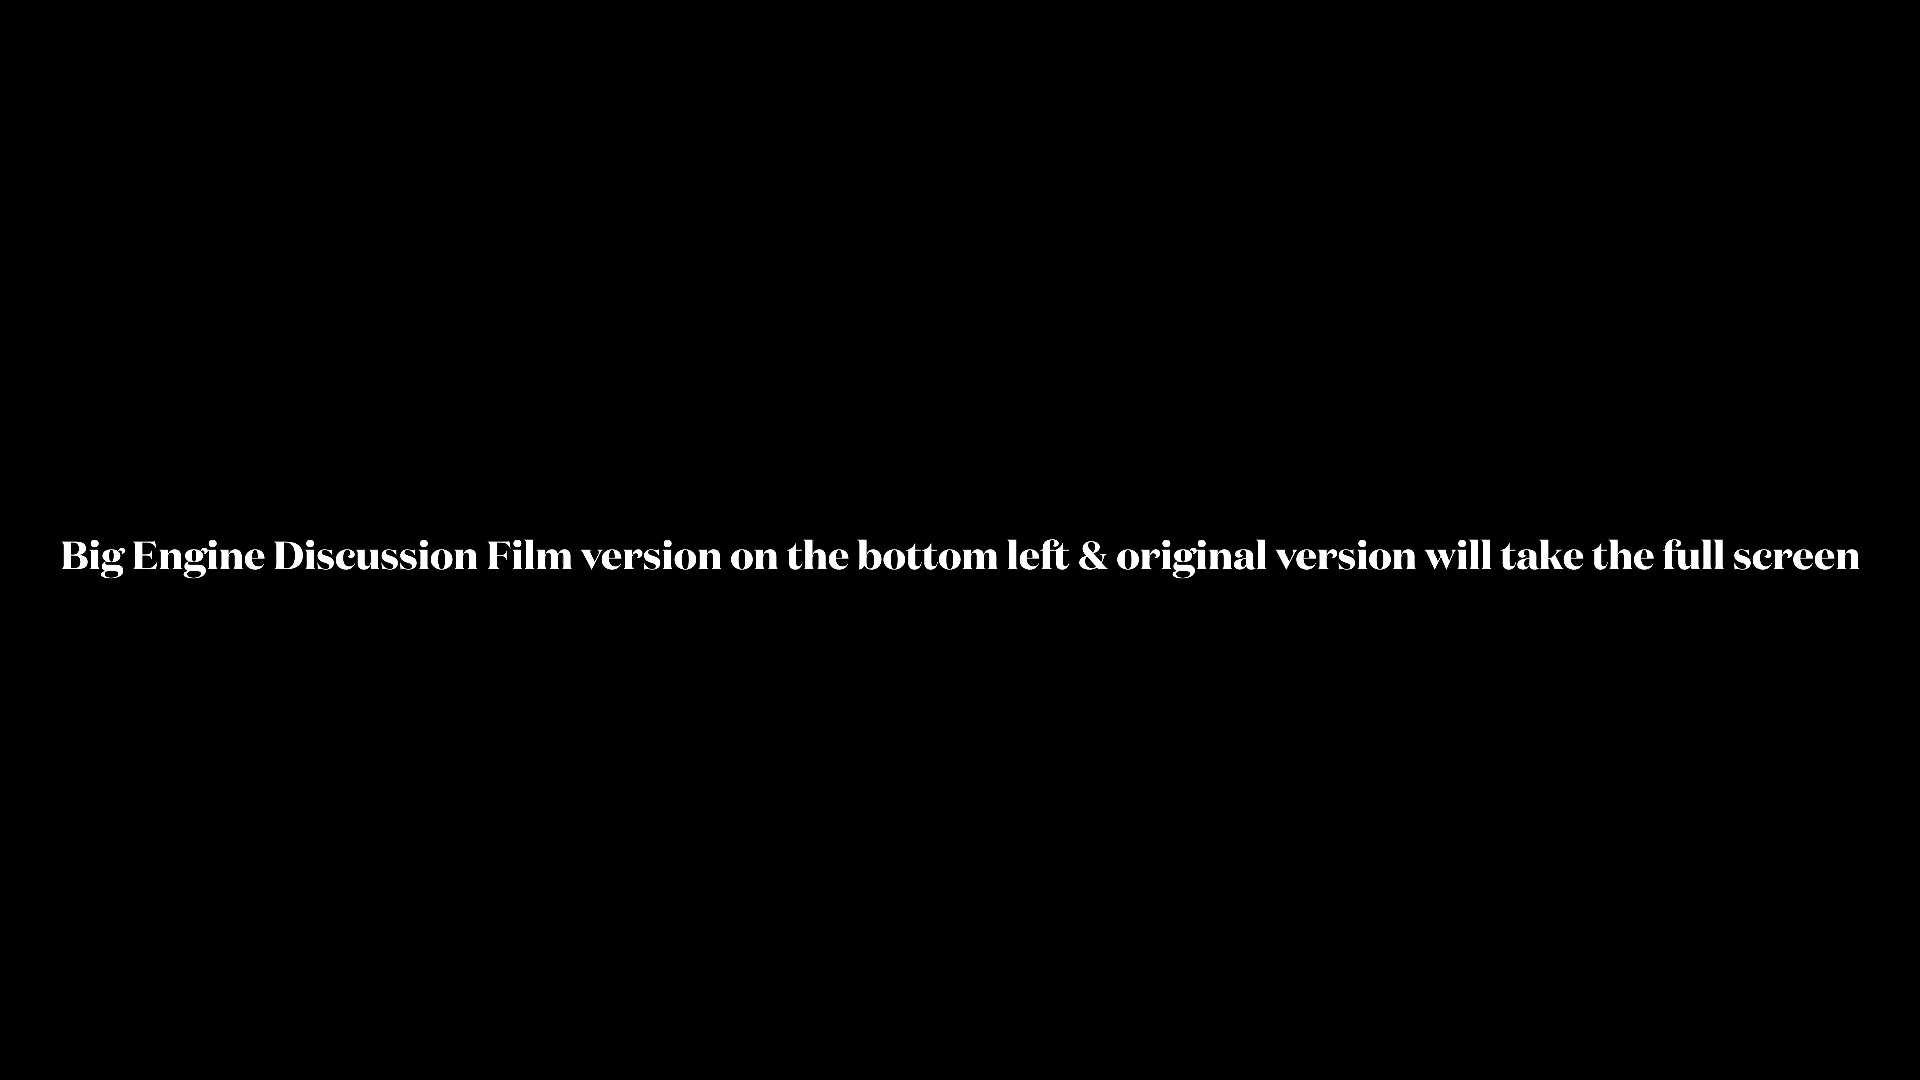 Big Engine Discussion Film version on the bottom left & original version will take the full screen